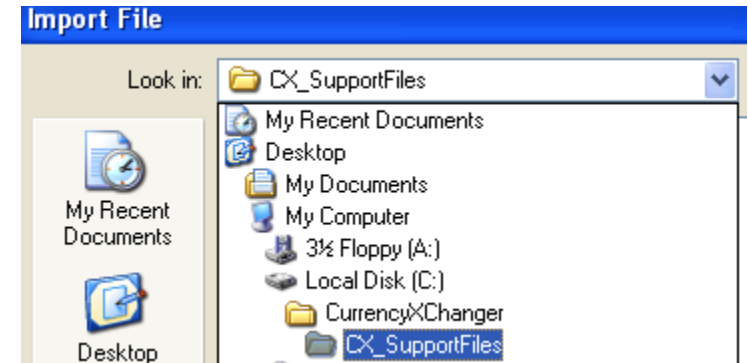 Import File
Look in: CX_SupportFiles
My Recent Documents
Desktop
My Documents
My Computer
3½ Floppy (A:)
Local Disk (C:)
CurrencyXChanger
CX_SupportFiles
My Recent
Documents
Desktop